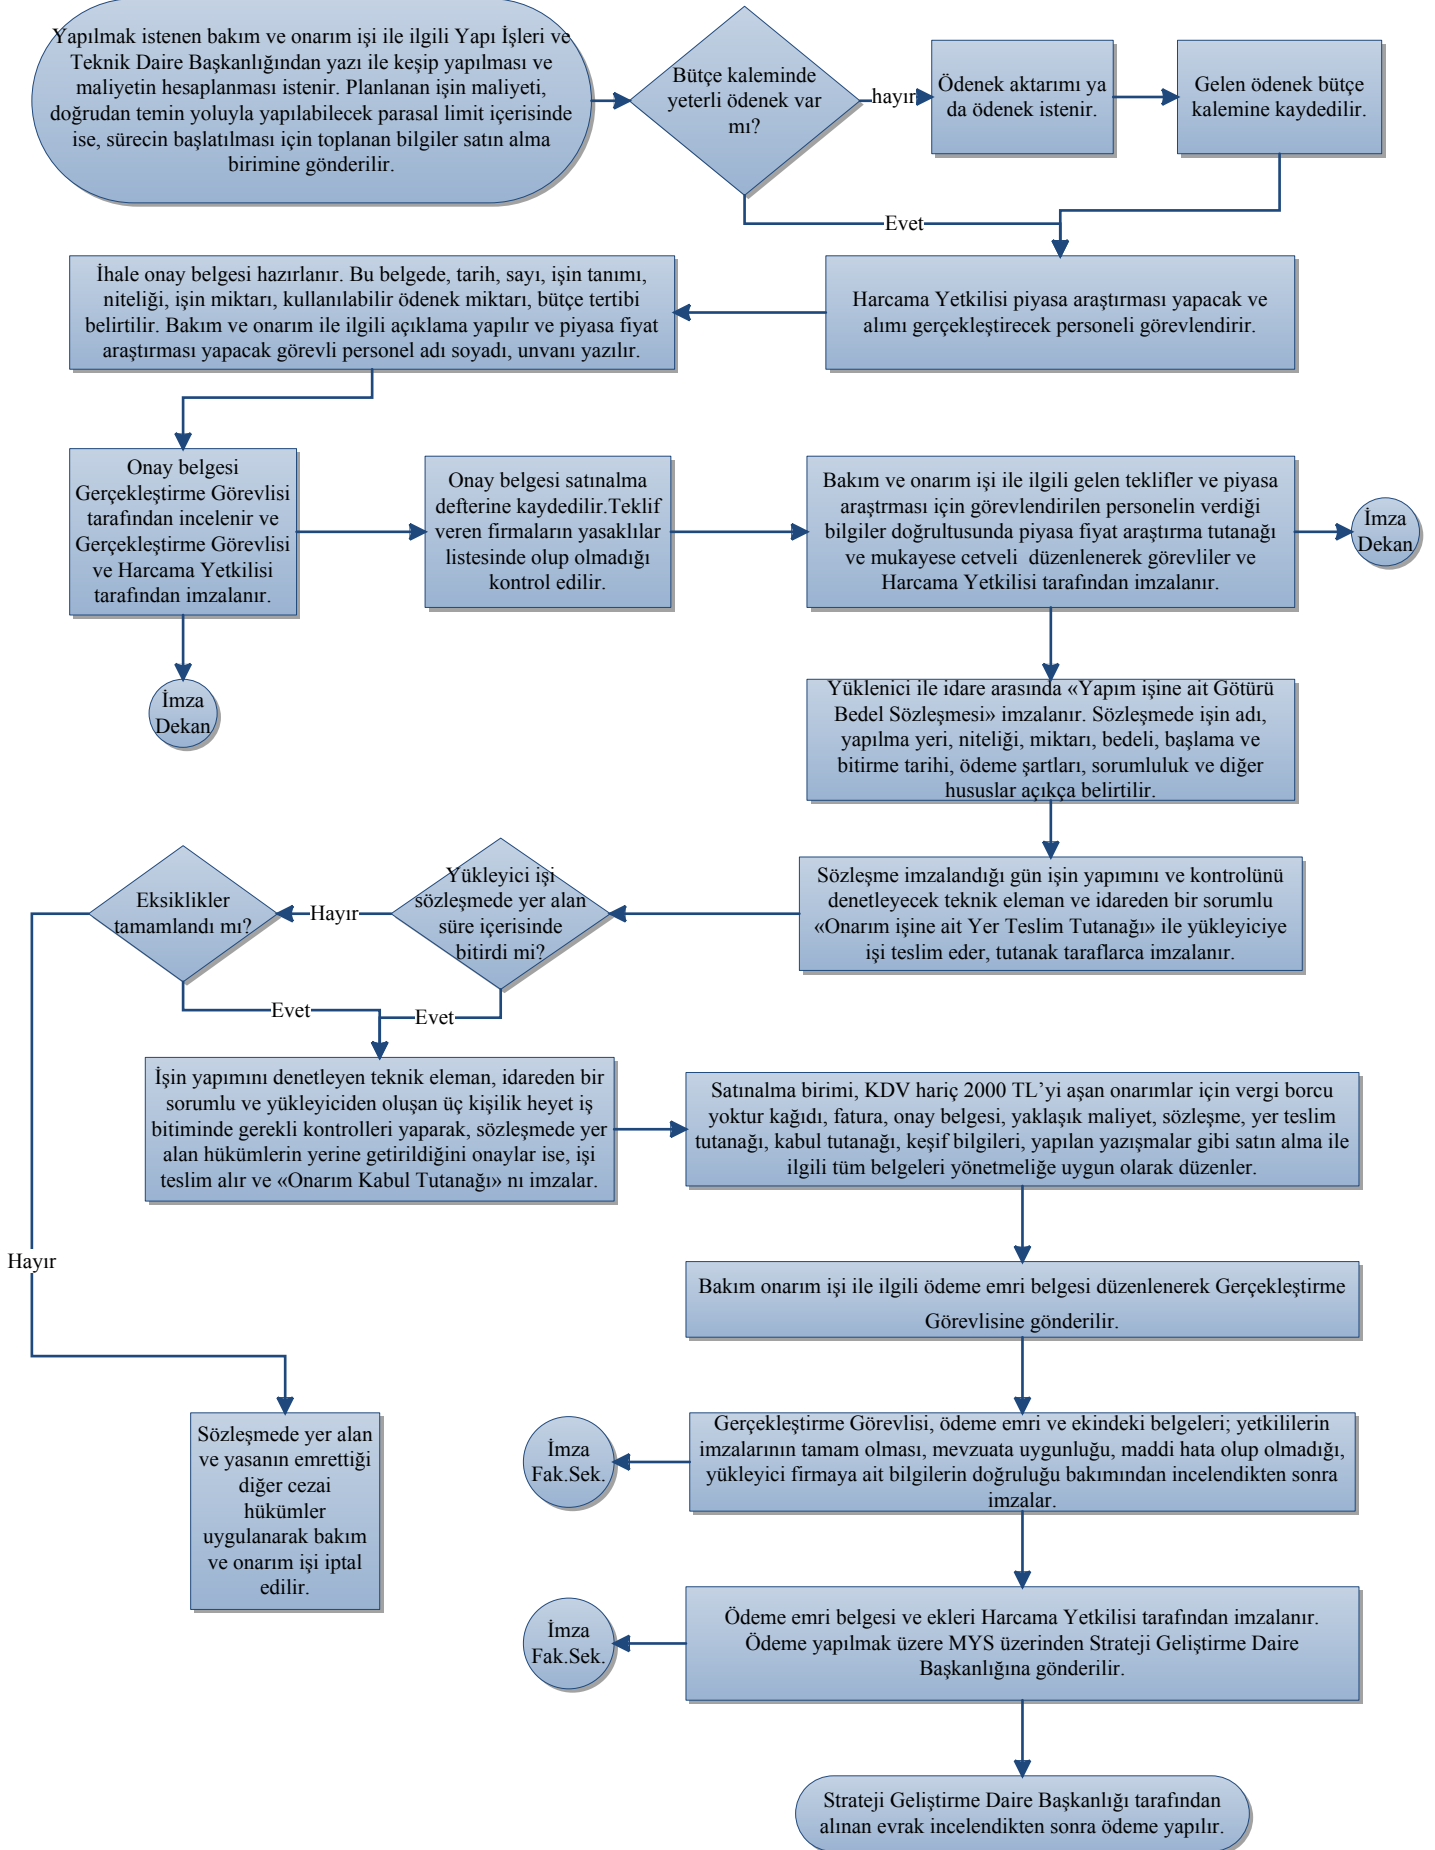 Yapılmak istenen bakım ve onarım işi ile ilgili Yapı İşleri ve
Teknik Daire Başkanlığından yazı ile keşip yapılması ve
maliyetin hesaplanması istenir. Planlanan işin maliyeti,
doğrudan temin yoluyla yapılabilecek parasal limit içerisinde
ise, sürecin başlatılması için toplanan bilgiler satın alma
birimine gönderilir.
Bütçe kaleminde
yeterli ödenek var
mı?
hayır
Ödenek aktarımı ya
da ödenek istenir.
Gelen ödenek bütçe
kalemine kaydedilir.
Evet
Harcama Yetkilisi piyasa araştırması yapacak ve
alımı gerçekleştirecek personeli görevlendirir.
İhale onay belgesi hazırlanır. Bu belgede, tarih, sayı, işin tanımı,
niteliği, işin miktarı, kullanılabilir ödenek miktarı, bütçe tertibi
belirtilir. Bakım ve onarım ile ilgili açıklama yapılır ve piyasa fiyat
araştırması yapacak görevli personel adı soyadı, unvanı yazılır.
Onay belgesi
Gerçekleştirme Görevlisi
tarafından incelenir ve
Gerçekleştirme Görevlisi
ve Harcama Yetkilisi
tarafından imzalanır.
İmza
Dekan
Onay belgesi satınalma
defterine kaydedilir.Teklif
veren firmaların yasaklılar
listesinde olup olmadığı
kontrol edilir.
Bakım ve onarım işi ile ilgili gelen teklifler ve piyasa
araştırması için görevlendirilen personelin verdiği
bilgiler doğrultusunda piyasa fiyat araştırma tutanağı
ve mukayese cetveli  düzenlenerek görevliler ve
Harcama Yetkilisi tarafından imzalanır.
İmza
Dekan
Yüklenici ile idare arasında «Yapım işine ait Götürü
Bedel Sözleşmesi» imzalanır. Sözleşmede işin adı,
yapılma yeri, niteliği, miktarı, bedeli, başlama ve
bitirme tarihi, ödeme şartları, sorumluluk ve diğer
hususlar açıkça belirtilir.
Sözleşme imzalandığı gün işin yapımını ve kontrolünü
denetleyecek teknik eleman ve idareden bir sorumlu
«Onarım işine ait Yer Teslim Tutanağı» ile yükleyiciye
işi teslim eder, tutanak taraflarca imzalanır.
Yükleyici işi
sözleşmede yer alan
süre içerisinde
bitirdi mi?
Hayır
Eksiklikler
tamamlandı mı?
Evet
Evet
Hayır
İşin yapımını denetleyen teknik eleman, idareden bir
sorumlu ve yükleyiciden oluşan üç kişilik heyet iş
bitiminde gerekli kontrolleri yaparak, sözleşmede yer
alan hükümlerin yerine getirildiğini onaylar ise, işi
teslim alır ve «Onarım Kabul Tutanağı» nı imzalar.
Satınalma birimi, KDV hariç 2000 TL’yi aşan onarımlar için vergi borcu
yoktur kağıdı, fatura, onay belgesi, yaklaşık maliyet, sözleşme, yer teslim
tutanağı, kabul tutanağı, keşif bilgileri, yapılan yazışmalar gibi satın alma ile
ilgili tüm belgeleri yönetmeliğe uygun olarak düzenler.
Bakım onarım işi ile ilgili ödeme emri belgesi düzenlenerek Gerçekleştirme
Görevlisine gönderilir.
Sözleşmede yer alan
ve yasanın emrettiği
diğer cezai
hükümler
uygulanarak bakım
ve onarım işi iptal
edilir.
Gerçekleştirme Görevlisi, ödeme emri ve ekindeki belgeleri; yetkililerin
imzalarının tamam olması, mevzuata uygunluğu, maddi hata olup olmadığı,
yükleyici firmaya ait bilgilerin doğruluğu bakımından incelendikten sonra
imzalar.
İmza
Fak.Sek.
Ödeme emri belgesi ve ekleri Harcama Yetkilisi tarafından imzalanır.
Ödeme yapılmak üzere MYS üzerinden Strateji Geliştirme Daire
Başkanlığına gönderilir.
İmza
Fak.Sek.
Strateji Geliştirme Daire Başkanlığı tarafından
alınan evrak incelendikten sonra ödeme yapılır.